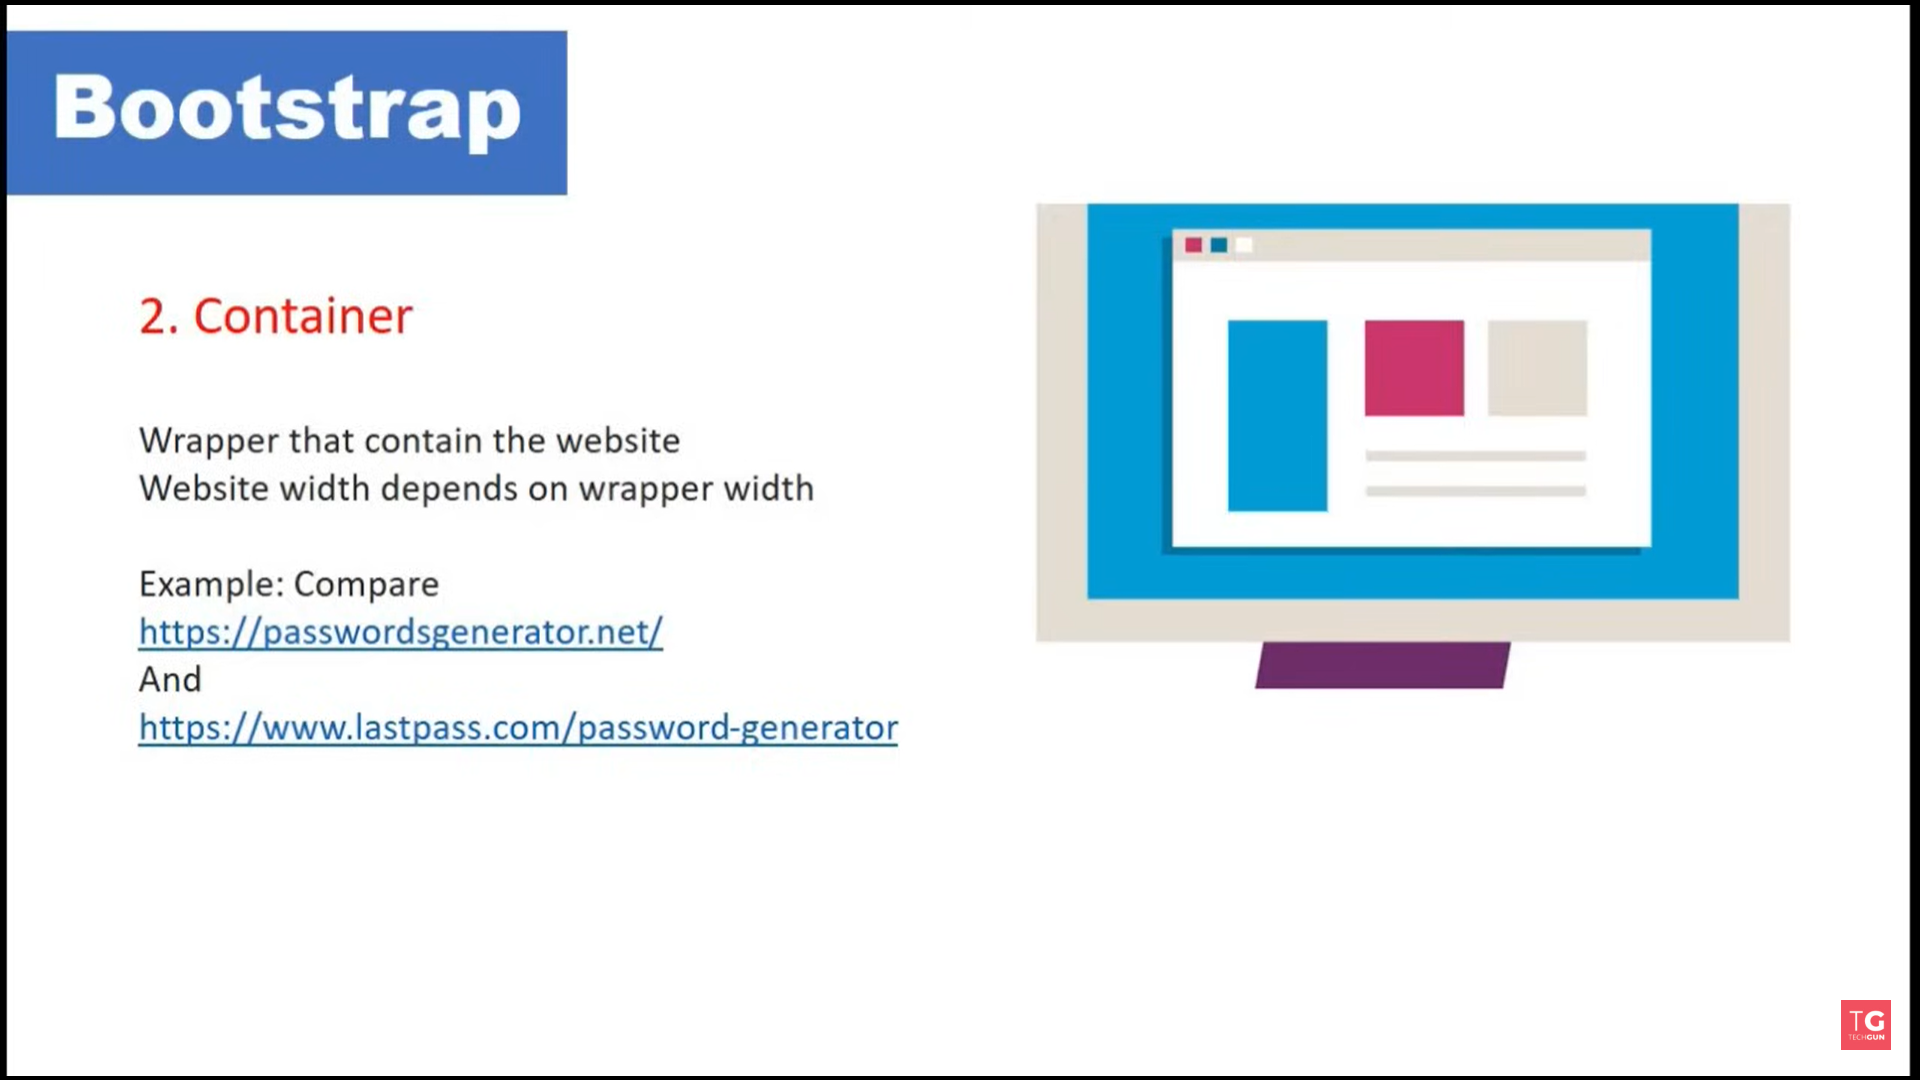 Bootstrap
2. Container
Wrapper that contain the website
Website width depends on wrapper width
Example: Compare
https://passwordsgenerator.net/
And
https://www.lastpass.com/password-generator
TG
TECHGUN